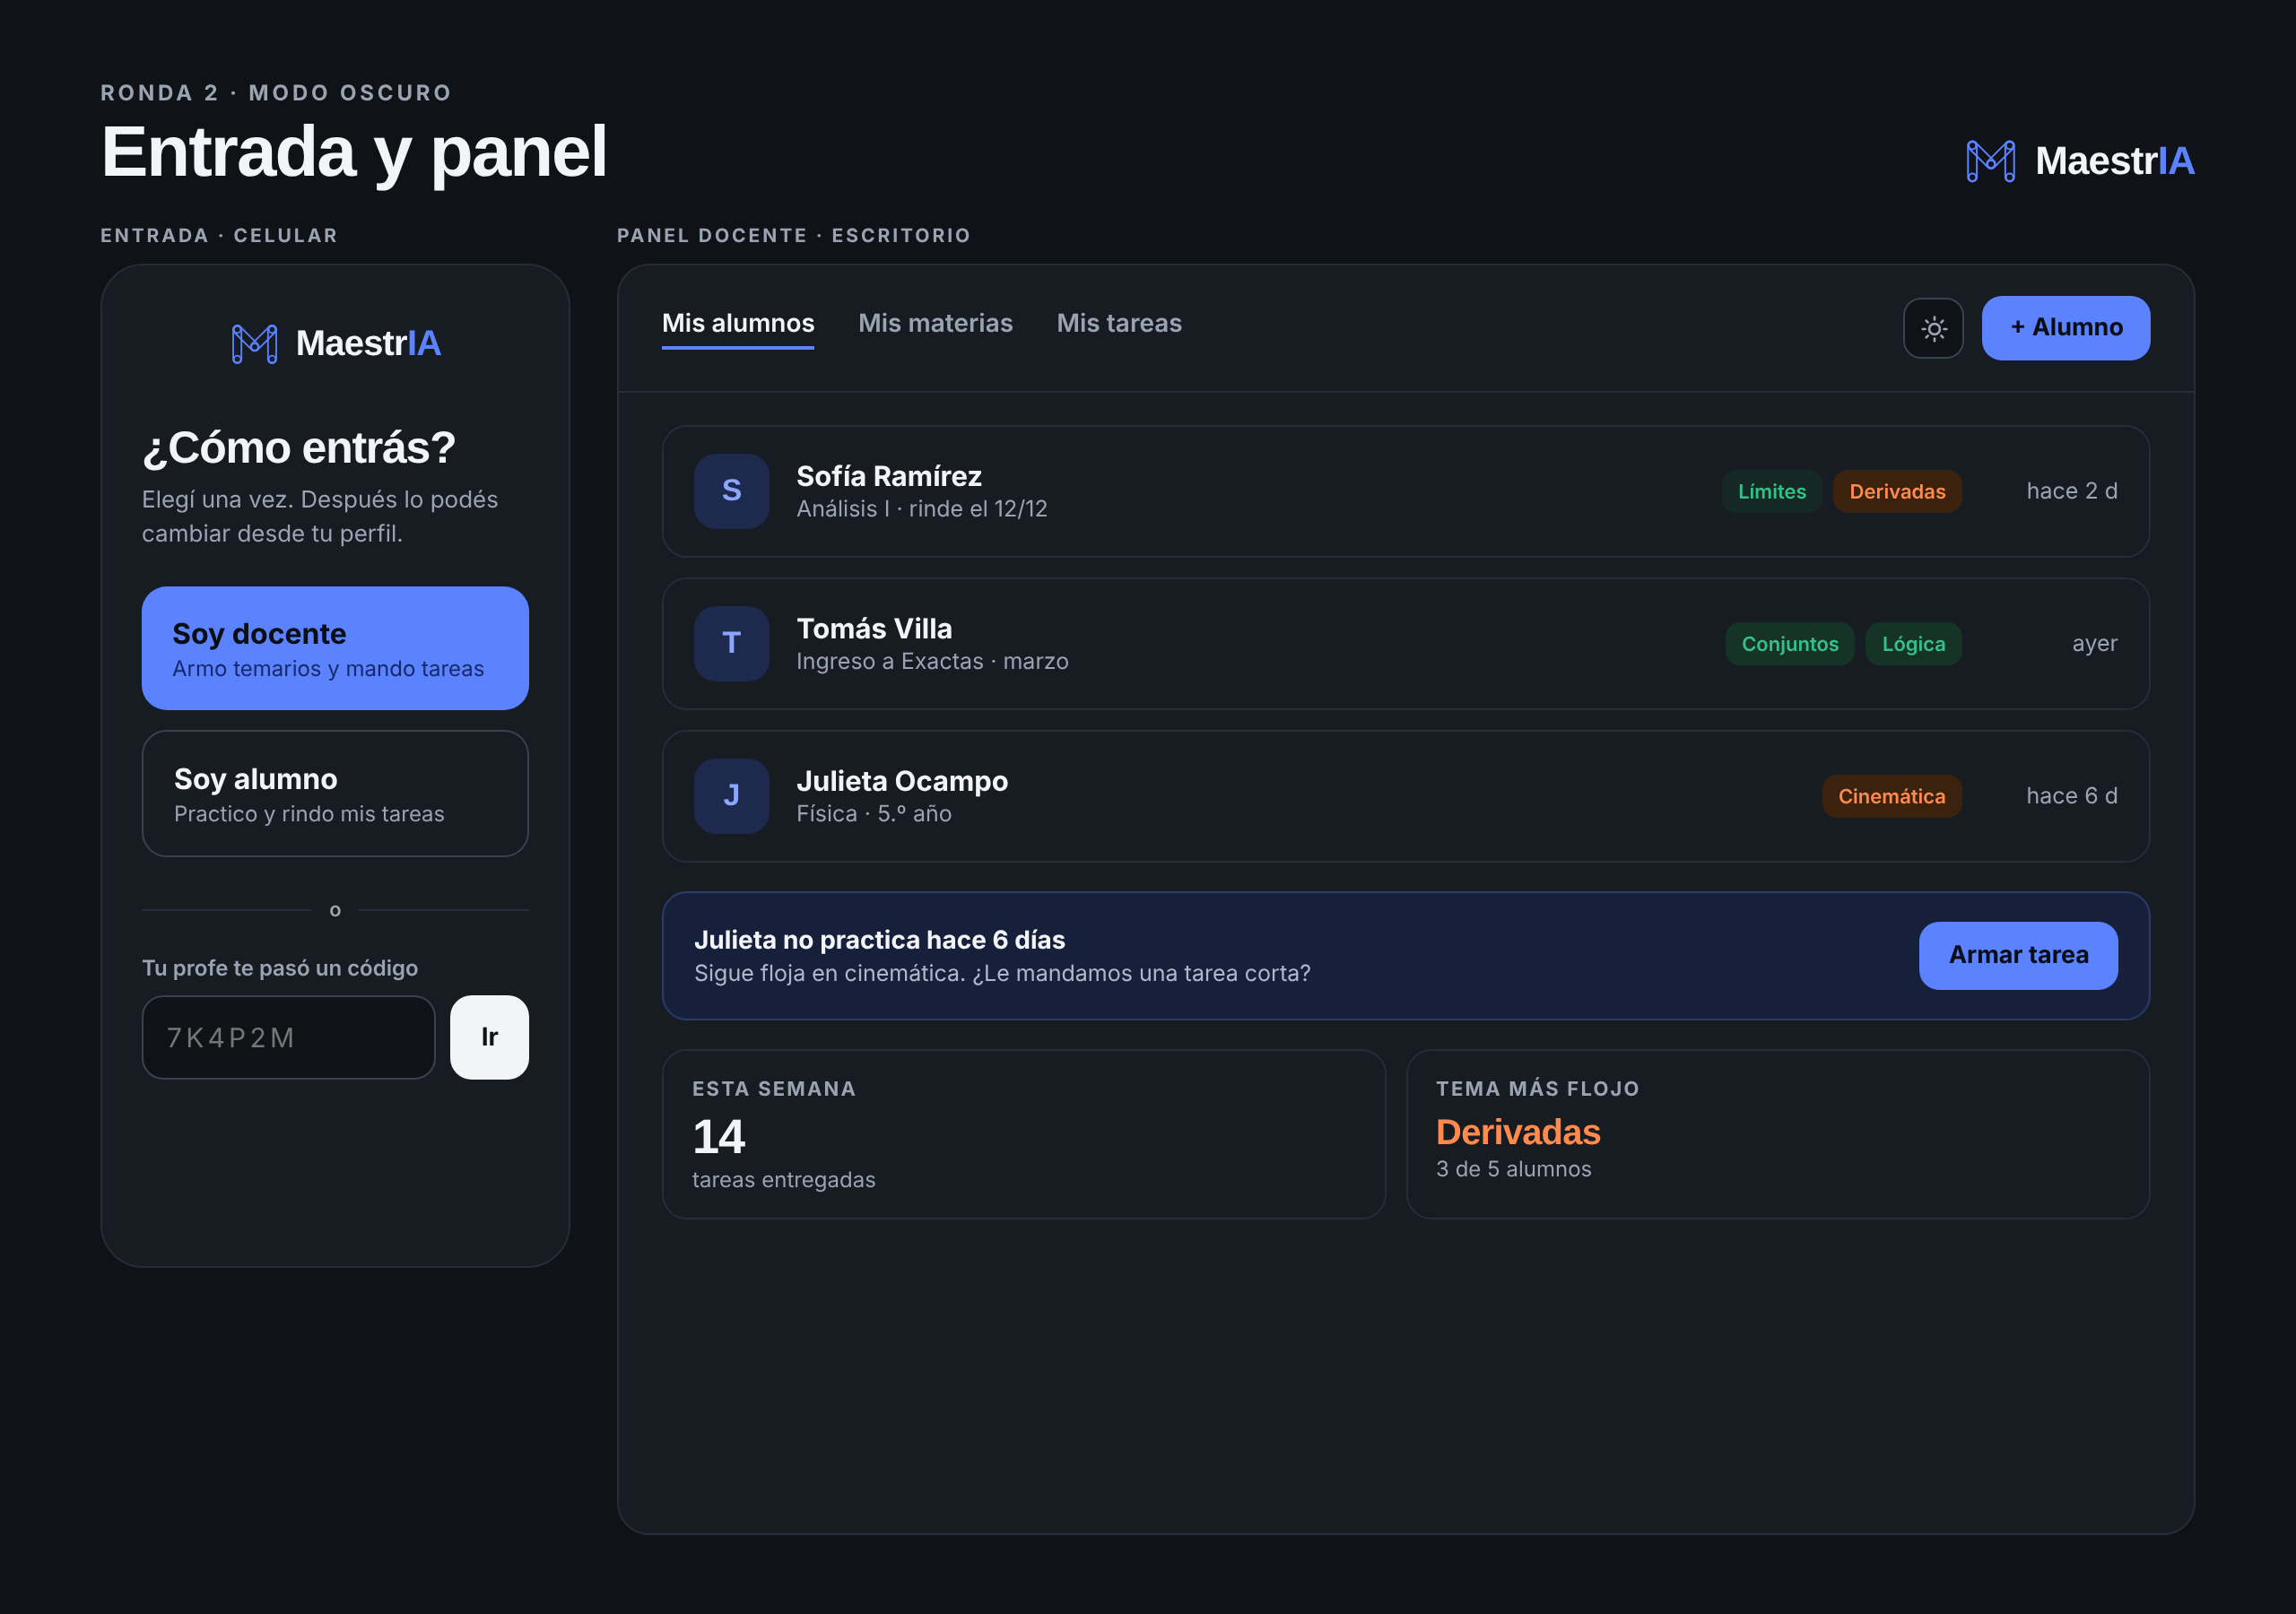 RONDA 2 · MODO OSCURO
Entrada y panel
MaestrIA
ENTRADA · CELULAR
MaestrIA
¿Cómo entrás?
Elegí una vez. Después lo podés
cambiar desde tu perfil.
Soy docente
Armo temarios y mando tareas
Soy alumno
Practico y rindo mis tareas
o
Tu profe te pasó un código
7K4P2M
Ir
PANEL DOCENTE · ESCRITORIO
Mis alumnos
Mis materias
Mis tareas
+ Alumno
S
Sofía Ramírez
Análisis I · rinde el 12/12
Límites
Derivadas
hace 2 d
T
Tomás Villa
Ingreso a Exactas · marzo
Conjuntos
Lógica
ayer
J
Julieta Ocampo
Física · 5.º año
Cinemática
hace 6 d
Julieta no practica hace 6 días
Sigue floja en cinemática. ¿Le mandamos una tarea corta?
Armar tarea
ESTA SEMANA
14
tareas entregadas
TEMA MÁS FLOJO
Derivadas
3 de 5 alumnos